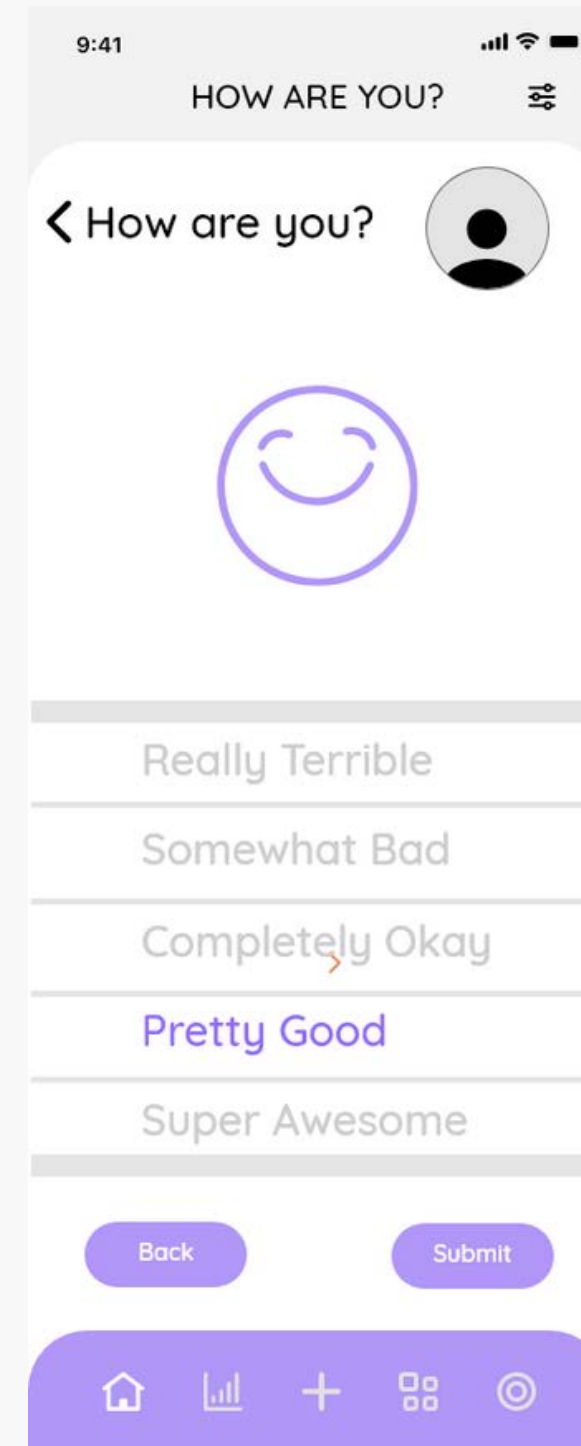 9:41
HOW ARE YOU?
How are you?
Really Terrible
Somewhat Bad
Completely Okay
Pretty Good
Super Awesome
Back
Submit